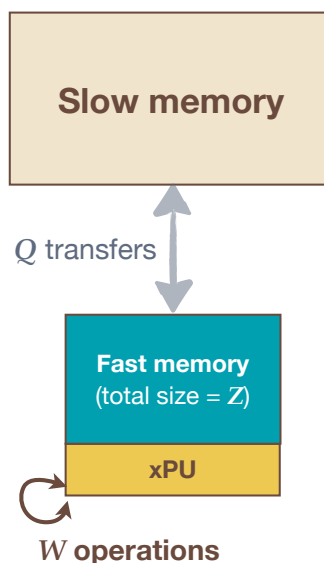 Slow memory
Q transfers
Fast memory
(total size = Z)
xPU
W operations